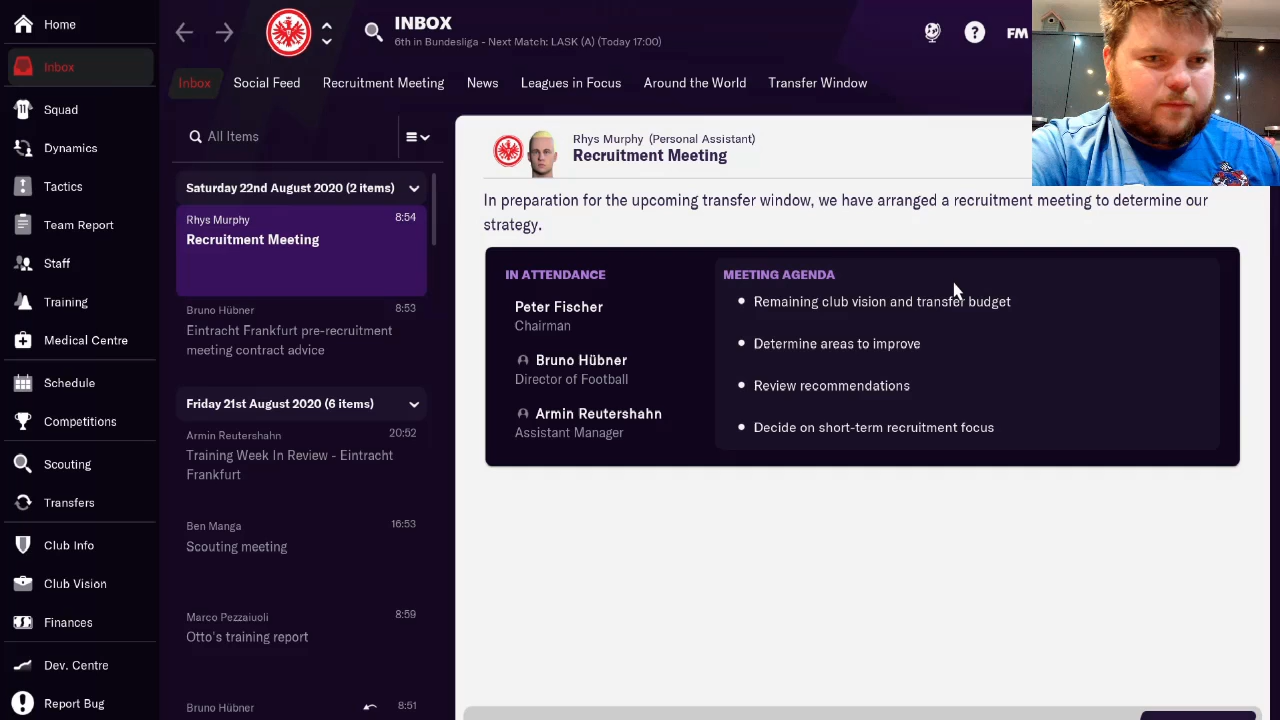 Home
Inbox
Squad
Dynamics
Tactics
Team Report
Staff
Training
Medical Centre
Schedule
Competitions
Scouting
Transfers
Club Info
Club Vision
Finances
Dev. Centre
Report Bug
INBOX
6th in Bundesliga - Next Match: LASK (A) (Today 17:00)
FM
Inbox
Social Feed
Recruitment Meeting
News
Leagues in Focus
Around the World
Transfer Window
All Items
Saturday 22nd August 2020 (2 items)
Rhys Murphy 8:54
Recruitment Meeting
Bruno Hübner 8:53
Eintracht Frankfurt pre-recruitment
meeting contract advice
Friday 21st August 2020 (6 items)
Armin Reutershahn 20:52
Training Week In Review - Eintracht
Frankfurt
Ben Manga 16:53
Scouting meeting
Marco Pezzaiuoli 8:59
Otto's training report
Bruno Hübner 8:51
Rhys Murphy (Personal Assistant)
Recruitment Meeting
In preparation for the upcoming transfer window, we have arranged a recruitment meeting to determine our
strategy.
IN ATTENDANCE
Peter Fischer
Chairman
Bruno Hübner
Director of Football
Armin Reutershahn
Assistant Manager
MEETING AGENDA
Remaining club vision and transfer budget
Determine areas to improve
Review recommendations
Decide on short-term recruitment focus